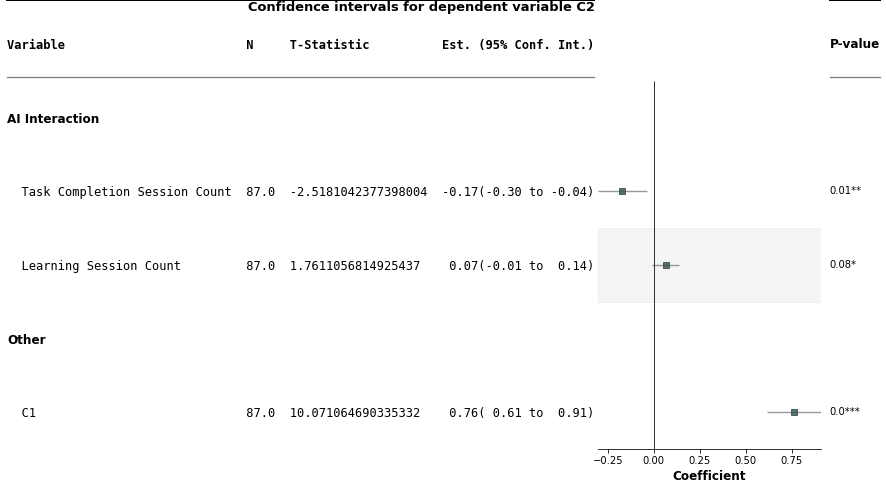 Confidence intervals for dependent variable C2
Variable N T-Statistic Est. (95% Conf. Int.) P-value
AI Interaction
Task Completion Session Count 87.0 -2.5181042377398004 -0.17(-0.30 to -0.04) 0.01**
Learning Session Count 87.0 1.7611056814925437 0.07(-0.01 to 0.14) 0.08*
Other
C1 87.0 10.071064690335332 0.76( 0.61 to 0.91) 0.0***
−0.25 0.00 0.25 0.50 0.75
Coefficient